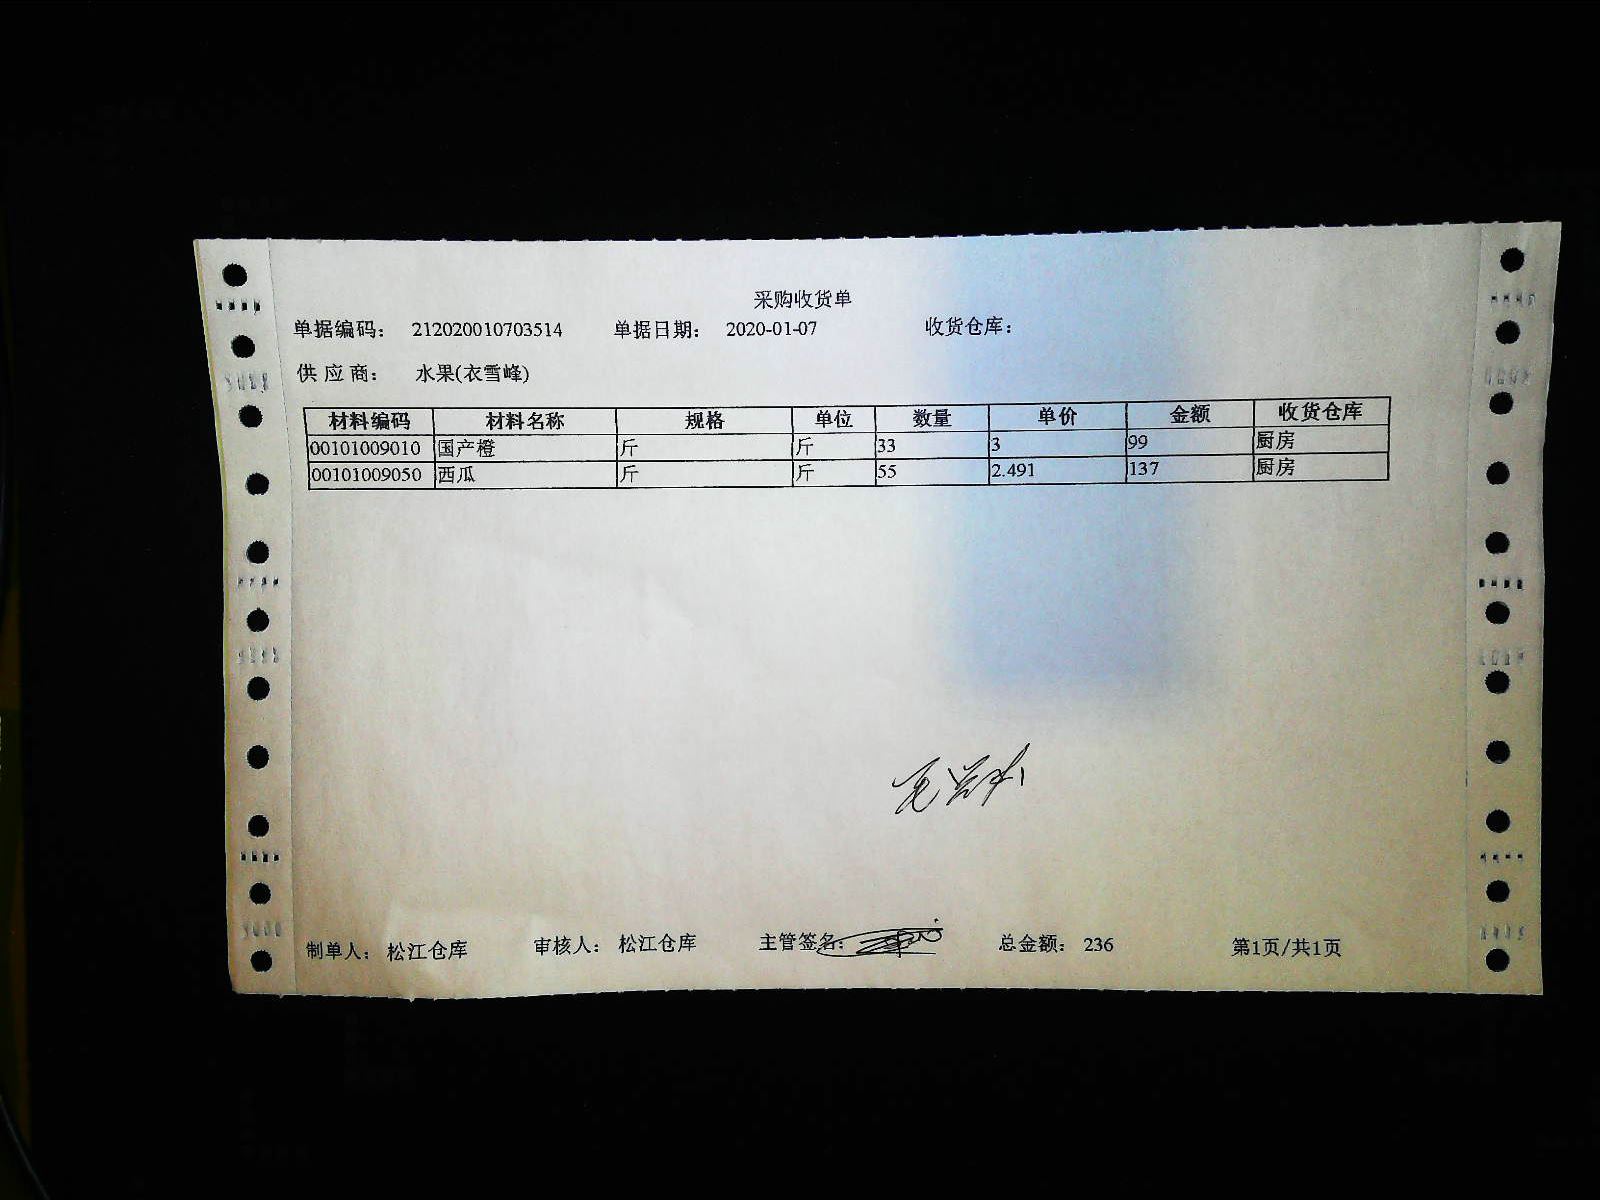 采购收货单
单据编码： 212020010703514 单据日期： 2020-01-07 收货仓库：
供 应 商： 水果(衣雪峰)
材料编码 材料名称 规格 单位 数量 单价 金额 收货仓库
00101009010 国产橙 斤 斤 33 3 99 厨房
00101009050 西瓜 斤 斤 55 2.491 137 厨房
制单人： 松江仓库 审核人： 松江仓库 主管签名： 总金额： 236 第1页/共1页